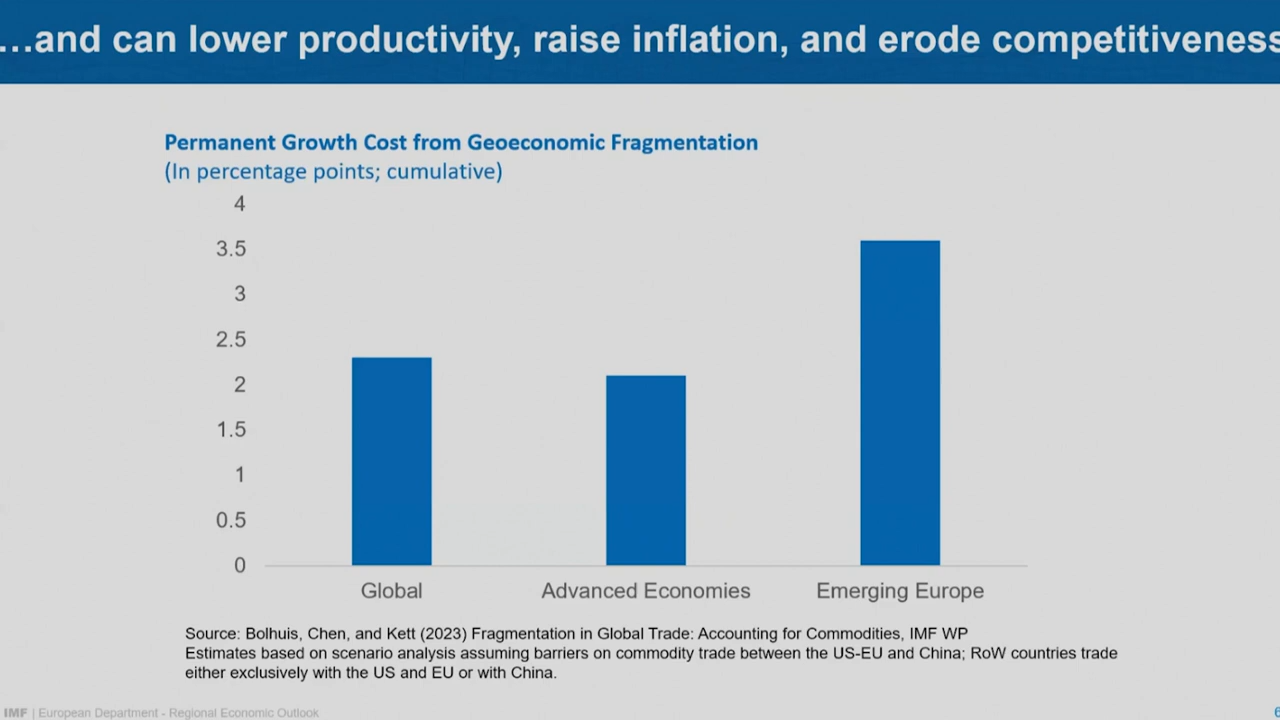 ...and can lower productivity, raise inflation, and erode competitiveness
Permanent Growth Cost from Geoeconomic Fragmentation
(In percentage points; cumulative)
4
3.5
3
2.5
2
1.5
1
0.5
0
Global Advanced Economies Emerging Europe
Source: Bolhuis, Chen, and Kett (2023) Fragmentation in Global Trade: Accounting for Commodities, IMF WP
Estimates based on scenario analysis assuming barriers on commodity trade between the US-EU and China; RoW countries trade
either exclusively with the US and EU or with China.
IMF | European Department - Regional Economic Outlook
6